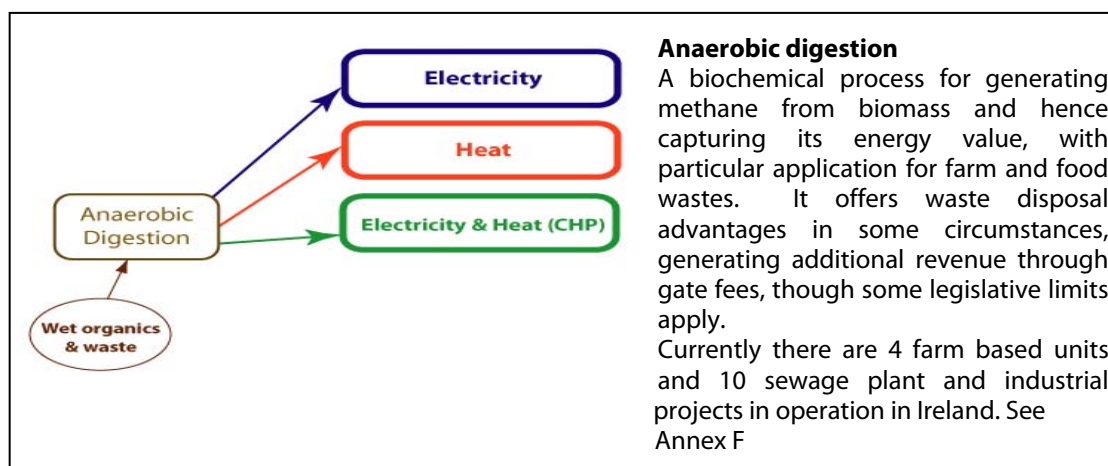 Electricity
Heat
Electricity & Heat (CHP)
Anaerobic
Digestion
Wet organics
& waste
Anaerobic digestion
A biochemical process for generating
methane from biomass and hence
capturing its energy value, with
particular application for farm and food
wastes. It offers waste disposal
advantages in some circumstances,
generating additional revenue through
gate fees, though some legislative limits
apply.
Currently there are 4 farm based units
and 10 sewage plant and industrial
projects in operation in Ireland. See
Annex F